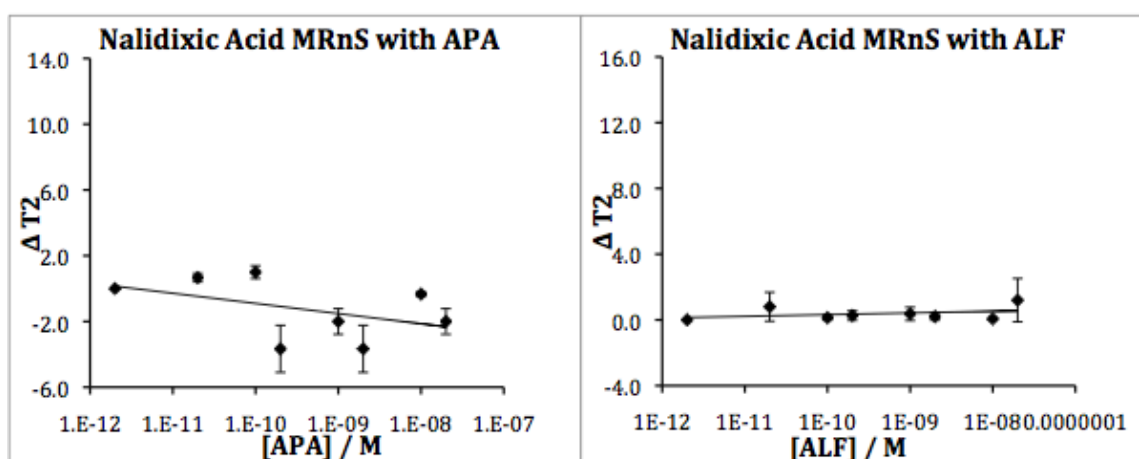 Nalidixic Acid MRnS with APA
14.0
10.0
6.0
2.0
-2.0
-6.0
Δ T2
1.E-12 1.E-11 1.E-10 1.E-09 1.E-08 1.E-07
[APA] / M
Nalidixic Acid MRnS with ALF
16.0
12.0
8.0
4.0
0.0
-4.0
Δ T2
1E-12 1E-11 1E-10 1E-09 1E-080.0000001
[ALF] / M